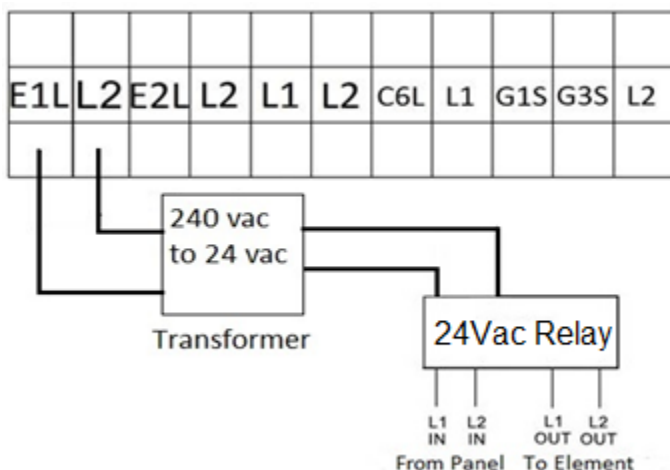 E1L L2 E2L L2 L1 L2 C6L L1 G1S G3S L2
240 vac
to 24 vac
Transformer
24Vac Relay
L1 L2 L1 L2
IN IN OUT OUT
From Panel To Element